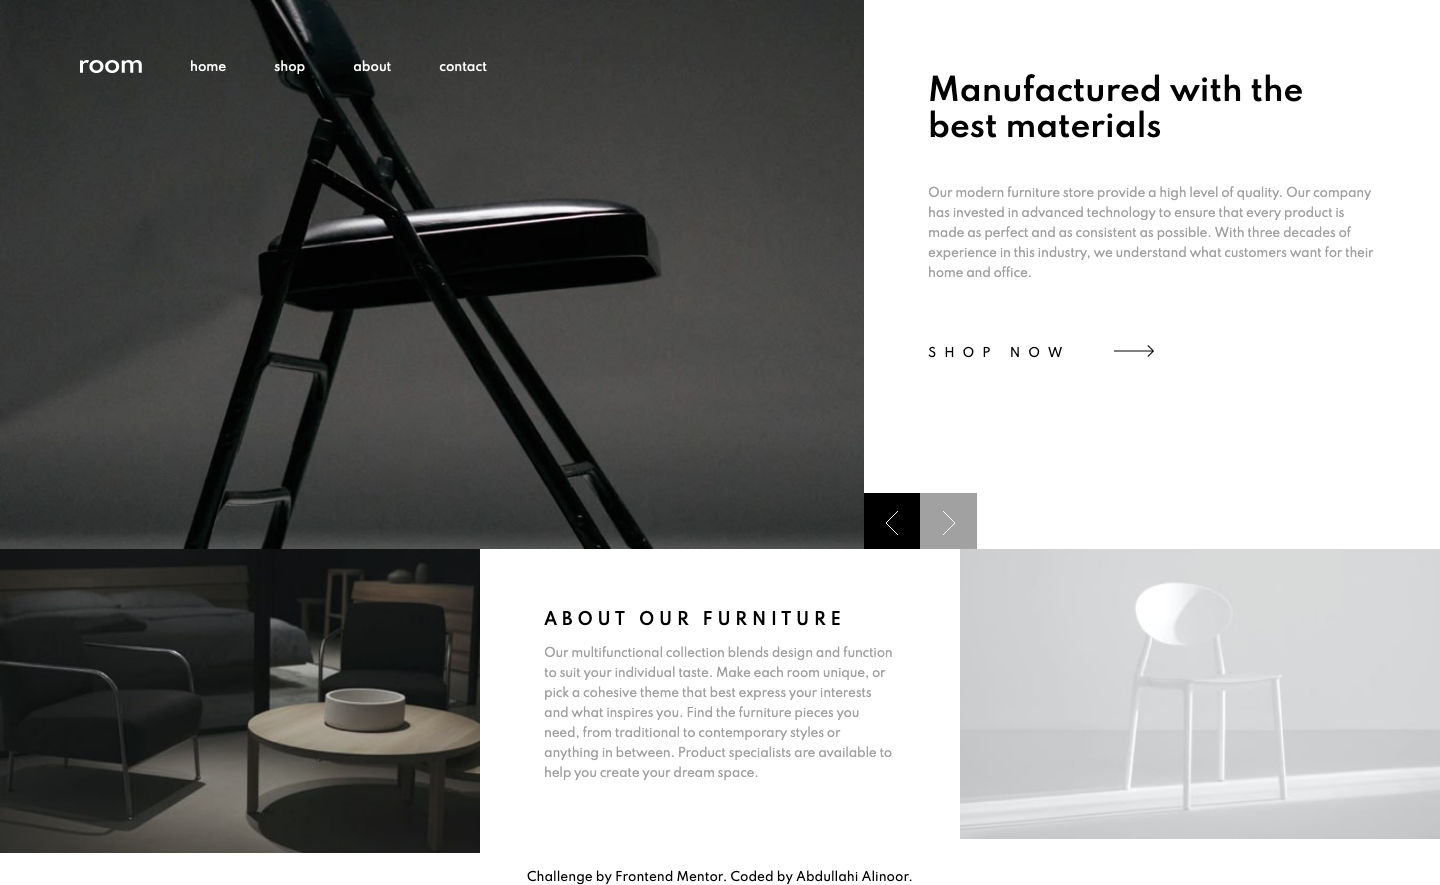 room home shop about contact
Manufactured with the
best materials
Our modern furniture store provide a high level of quality. Our company
has invested in advanced technology to ensure that every product is
made as perfect and as consistent as possible. With three decades of
experience in this industry, we understand what customers want for their
home and office.
SHOP NOW
ABOUT OUR FURNITURE
Our multifunctional collection blends design and function
to suit your individual taste. Make each room unique, or
pick a cohesive theme that best express your interests
and what inspires you. Find the furniture pieces you
need, from traditional to contemporary styles or
anything in between. Product specialists are available to
help you create your dream space.
Challenge by Frontend Mentor. Coded by Abdullahi Alinoor.